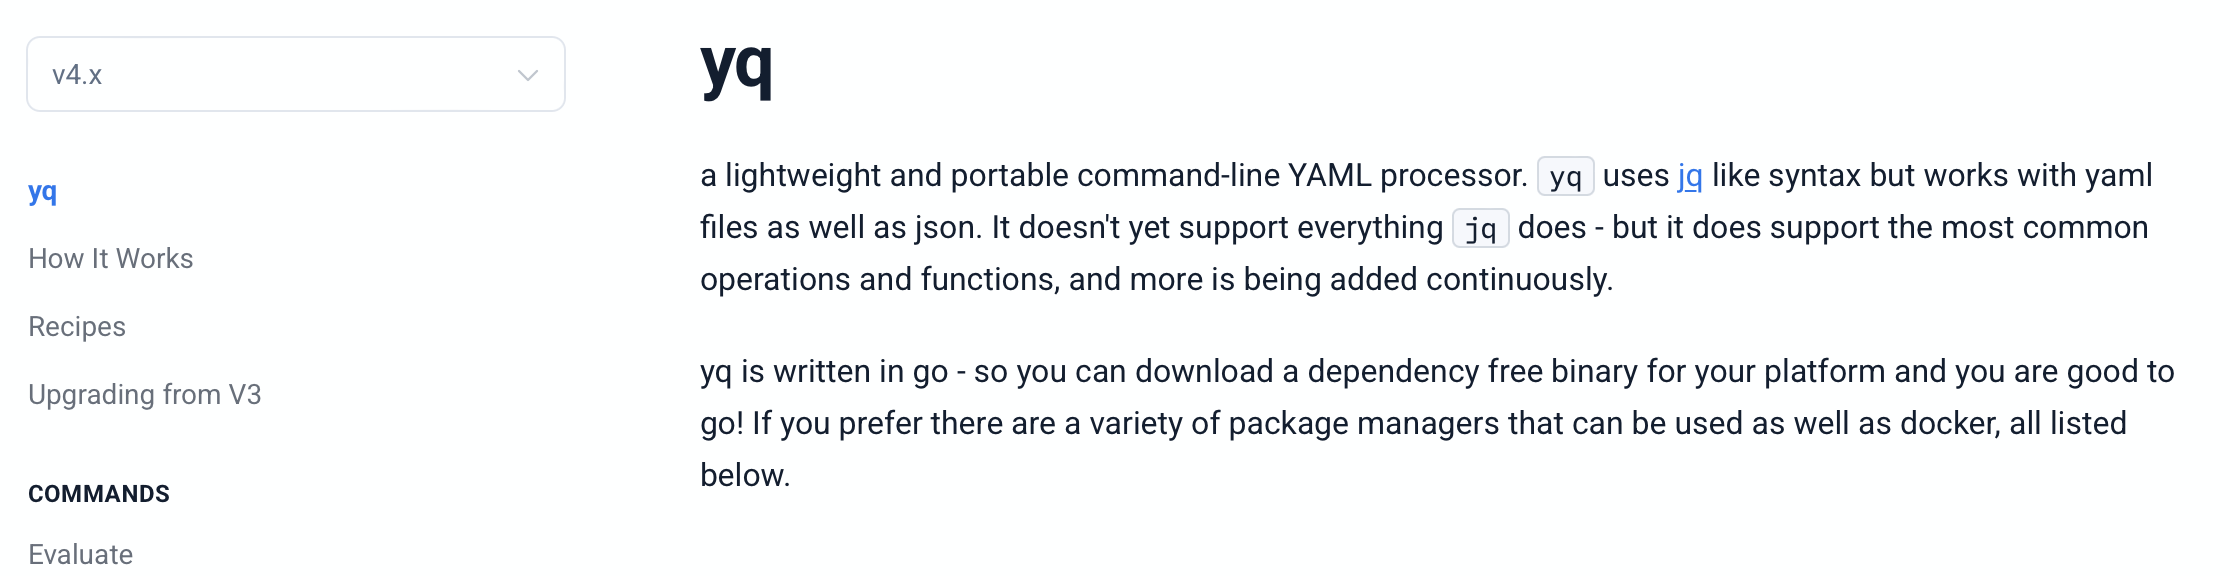 v4.x
yq
How It Works
Recipes
Upgrading from V3
COMMANDS
Evaluate
yq
a lightweight and portable command-line YAML processor. yq uses jq like syntax but works with yaml
files as well as json. It doesn't yet support everything jq does - but it does support the most common
operations and functions, and more is being added continuously.
yq is written in go - so you can download a dependency free binary for your platform and you are good to
go! If you prefer there are a variety of package managers that can be used as well as docker, all listed
below.